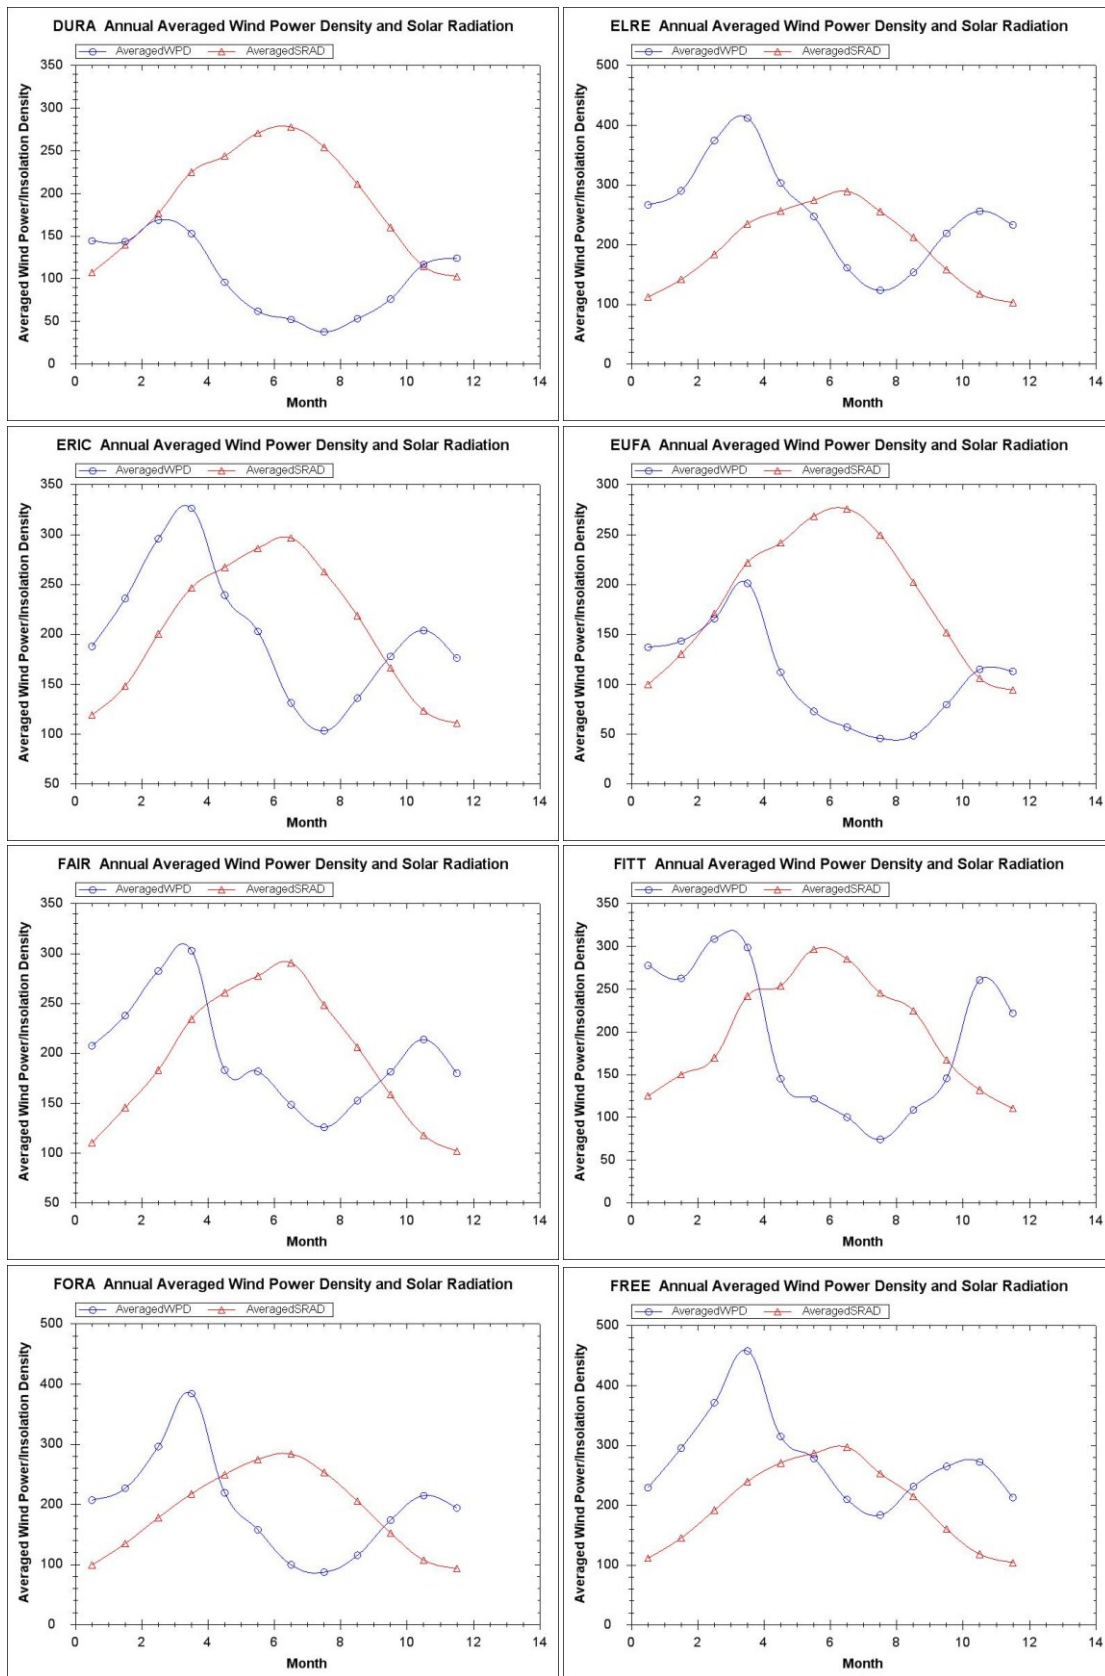 DURA Annual Averaged Wind Power Density and Solar Radiation
AveragedWPD AveragedSRAD
Averaged Wind Power/Insolation Density
350
300
250
200
150
100
50
0
0 2 4 6 8 10 12 14
Month
ELRE Annual Averaged Wind Power Density and Solar Radiation
AveragedWPD AveragedSRAD
Averaged Wind Power/Insolation Density
500
400
300
200
100
0
0 2 4 6 8 10 12 14
Month
ERIC Annual Averaged Wind Power Density and Solar Radiation
AveragedWPD AveragedSRAD
Averaged Wind Power/Insolation Density
350
300
250
200
150
100
50
0 2 4 6 8 10 12 14
Month
EUFA Annual Averaged Wind Power Density and Solar Radiation
AveragedWPD AveragedSRAD
Averaged Wind Power/Insolation Density
300
250
200
150
100
50
0
0 2 4 6 8 10 12 14
Month
FAIR Annual Averaged Wind Power Density and Solar Radiation
AveragedWPD AveragedSRAD
Averaged Wind Power/Insolation Density
350
300
250
200
150
100
50
0 2 4 6 8 10 12 14
Month
FITT Annual Averaged Wind Power Density and Solar Radiation
AveragedWPD AveragedSRAD
Averaged Wind Power/Insolation Density
350
300
250
200
150
100
50
0
0 2 4 6 8 10 12 14
Month
FORA Annual Averaged Wind Power Density and Solar Radiation
AveragedWPD AveragedSRAD
Averaged Wind Power/Insolation Density
500
400
300
200
100
0
0 2 4 6 8 10 12 14
Month
FREE Annual Averaged Wind Power Density and Solar Radiation
AveragedWPD AveragedSRAD
Averaged Wind Power/Insolation Density
500
400
300
200
100
0
0 2 4 6 8 10 12 14
Month